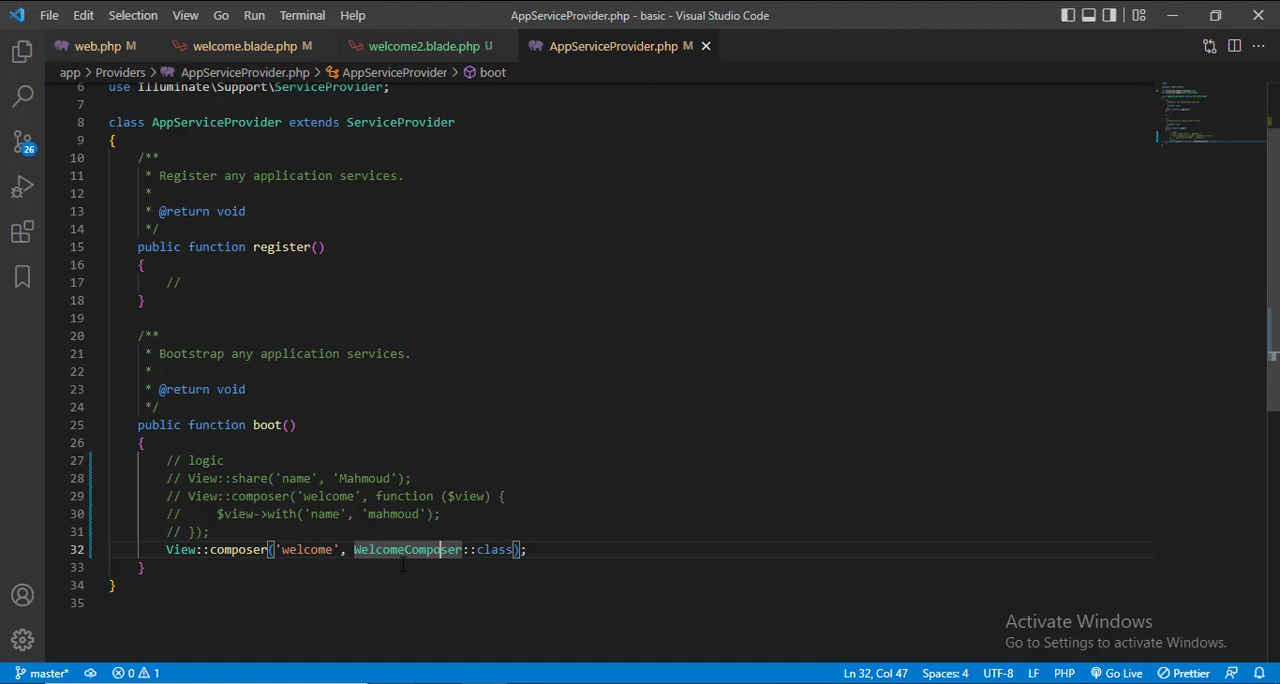 File Edit Selection View Go Run Terminal Help AppServiceProvider.php - basic - Visual Studio Code
web.php M welcome.blade.php M welcome2.blade.php U AppServiceProvider.php M
app > Providers > AppServiceProvider.php > AppServiceProvider > boot
6 use Illuminate\Support\ServiceProvider;
7
8 class AppServiceProvider extends ServiceProvider
9 {
10 /**
11 * Register any application services.
12 *
13 * @return void
14 */
15 public function register()
16 {
17 //
18 }
19
20 /**
21 * Bootstrap any application services.
22 *
23 * @return void
24 */
25 public function boot()
26 {
27 // logic
28 // View::share('name', 'Mahmoud');
29 // View::composer('welcome', function ($view) {
30 // $view->with('name', 'mahmoud');
31 // });
32 View::composer('welcome', WelcomeComposer::class);
33 }
34 }
35
26
Activate Windows
Go to Settings to activate Windows.
master* 0 1 Ln 32, Col 47 Spaces: 4 UTF-8 LF PHP Go Live Prettier